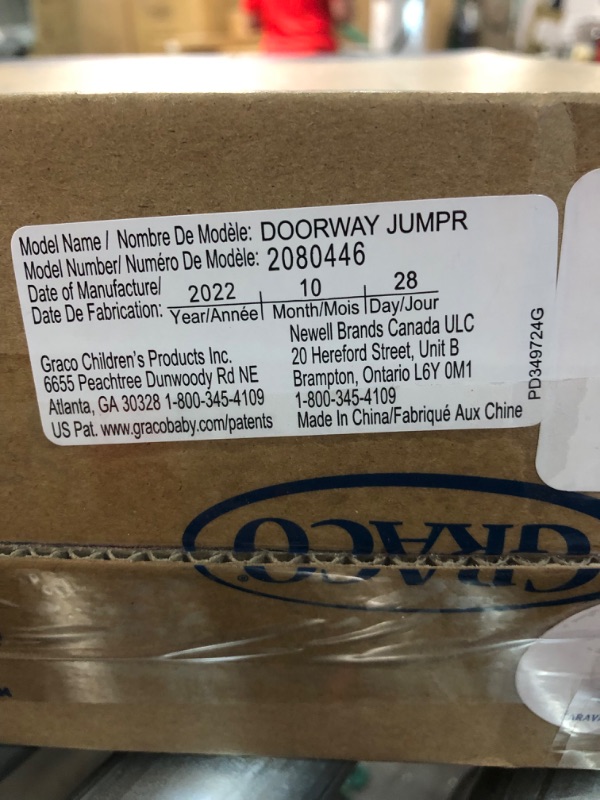 Model Name / Nombre De Modèle: DOORWAY JUMPR
Model Number/ Numéro De Modèle: 2080446
Date of Manufacture/
Date De Fabrication: 2022 10 28
Year/Année Month/Mois Day/Jour
Graco Children's Products Inc.
6655 Peachtree Dunwoody Rd NE
Atlanta, GA 30328 1-800-345-4109
US Pat. www.gracobaby.com/patents
Newell Brands Canada ULC
20 Hereford Street, Unit B
Brampton, Ontario L6Y 0M1
1-800-345-4109
Made In China/Fabriqué Aux Chine
PD349724G
GRACO